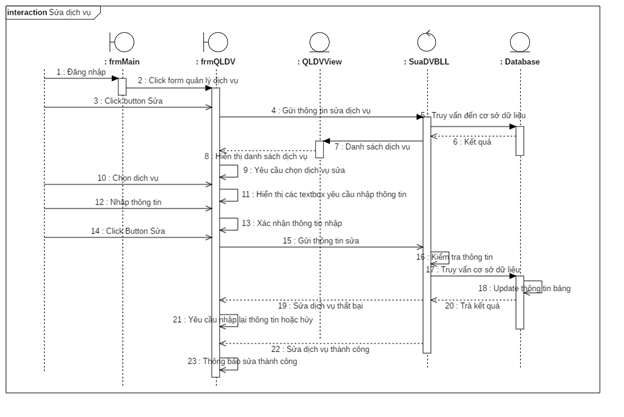 interaction Sửa dịch vụ
: frmMain
: frmQLDV
: QLDVView
: SuaDVBLL
: Database
1 : Đăng nhập
2 : Click form quản lý dịch vụ
3 : Click button Sửa
4 : Gửi thông tin sửa dịch vụ
5 : Truy vấn đến cơ sở dữ liệu
6 : Kết quả
7 : Danh sách dịch vụ
8 : Hiển thị danh sách dịch vụ
9 : Yêu cầu chọn dịch vụ sửa
10 : Chọn dịch vụ
11 : Hiển thị các textbox yêu cầu nhập thông tin
12 : Nhập thông tin
13 : Xác nhận thông tin nhập
14 : Click Button Sửa
15 : Gửi thông tin sửa
16 : Kiểm tra thông tin
17 : Truy vấn cơ sở dữ liệu
18 : Update thông tin bảng
19 : Sửa dịch vụ thất bại
20 : Trả kết quả
21 : Yêu cầu nhập lại thông tin hoặc hủy
22 : Sửa dịch vụ thành công
23 : Thông báo sửa thành công